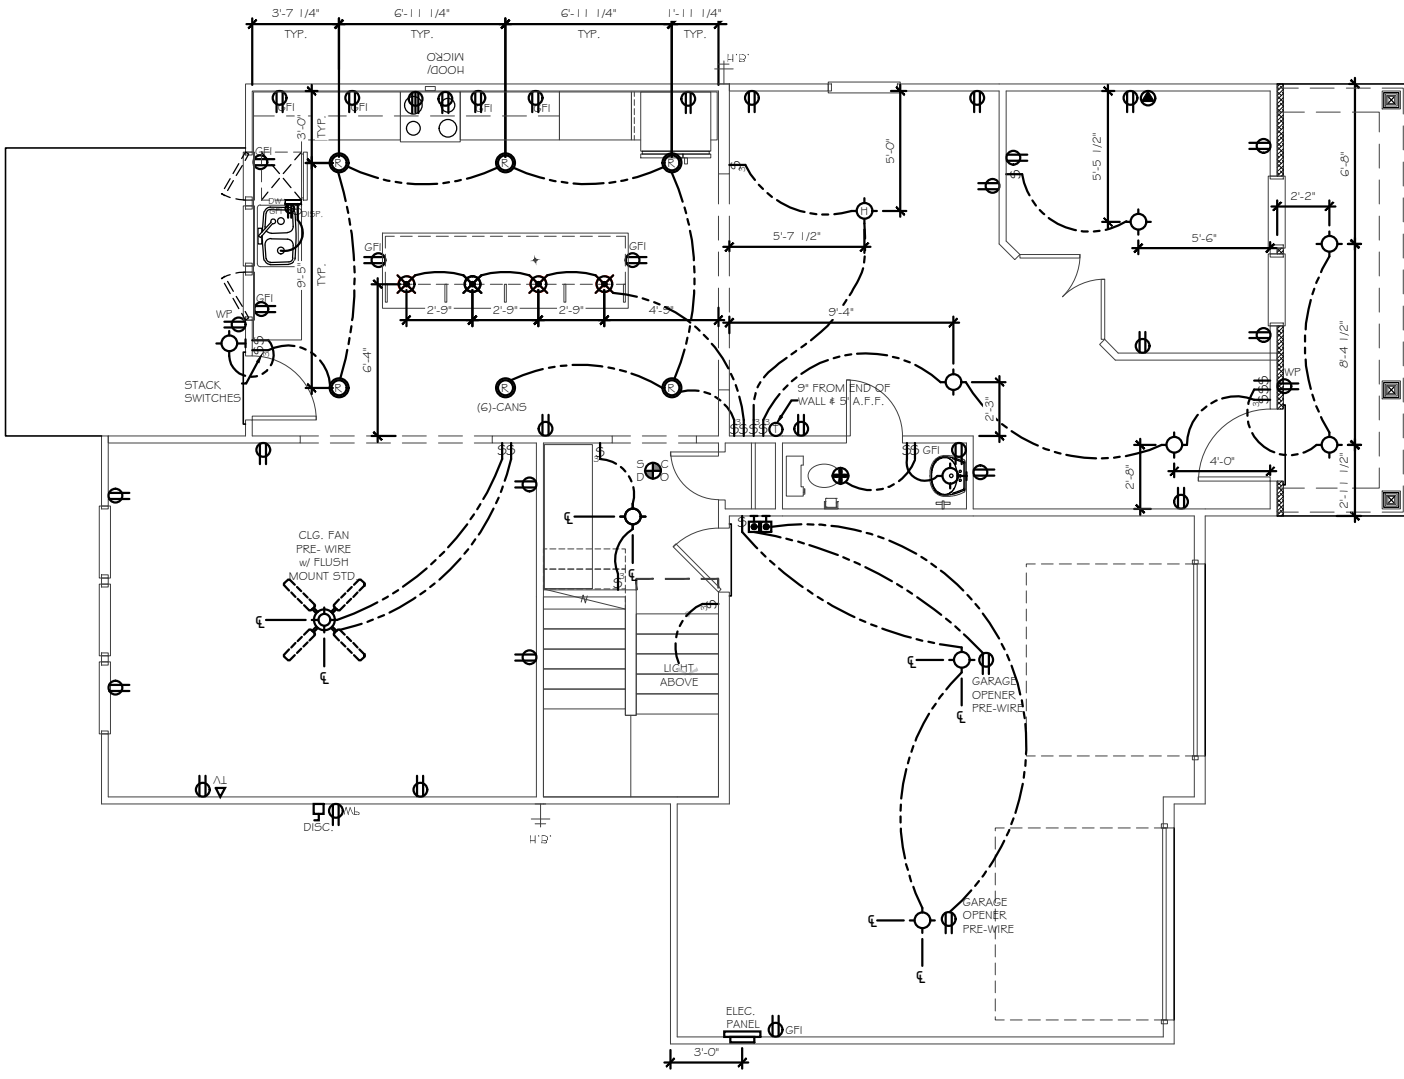 3'-7 1/4"
6'-11 1/4"
6'-11 1/4"
1'-11 1/4"
TYP.
TYP.
TYP.
TYP.
HOOD/
MICRO
H.B.
GFI
GFI
GFI
GFI
3'-0"
TYP.
GFI
R
R
R
S
3
H
5'-0"
5'-5 1/2"
S
6'-8"
2'-2"
DW
GFI
DISP.
5'-7 1/2"
5'-6"
GFI
GFI
9'-5"
TYP.
GFI
2'-9"
2'-9"
2'-9"
4'-9"
9'-4"
WP
6'-4"
8'-4 1/2"
STACK
SWITCHES
R
R
R
(6)-CANS
9" FROM END OF
WALL & 5' A.F.F.
2'-3"
WP
T
SS
S
3
S C
D O
SS
GFI
2'-8"
4'-0"
2'-11 1/2"
CLG. FAN
PRE- WIRE
w/ FLUSH
MOUNT STD.
N
S
LIGHT
ABOVE
GARAGE
OPENER
PRE-WIRE
TV
WP
DISC.
H.B.
GARAGE
OPENER
PRE-WIRE
ELEC.
PANEL
GFI
3'-0"